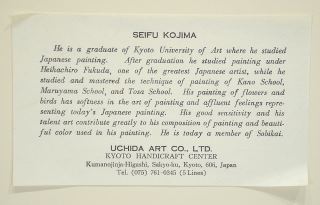 SEIFU KOJIMA
He is a graduate of Kyoto University of Art where he studied
Japanese painting. After graduation he studied painting under
Heihachiro Fukuda, one of the greatest Japanese artist, while he
studied and mastered the technique of painting of Kano School,
Maruyama School, and Tosa School. His painting of flowers and
birds has softness in the art of painting and affluent feelings repre-
senting today's Japanese painting. His good sensitivity and his
talent art contribute greatly to his composition of painting and beauti-
ful color used in his painting. He is today a member of Sobikai.
UCHIDA ART CO., LTD.
KYOTO HANDICRAFT CENTER
Kumanojinja-Higashi, Sakyo-ku, Kyoto, 606, Japan
Tel. (075) 761-0345 (5 Lines)